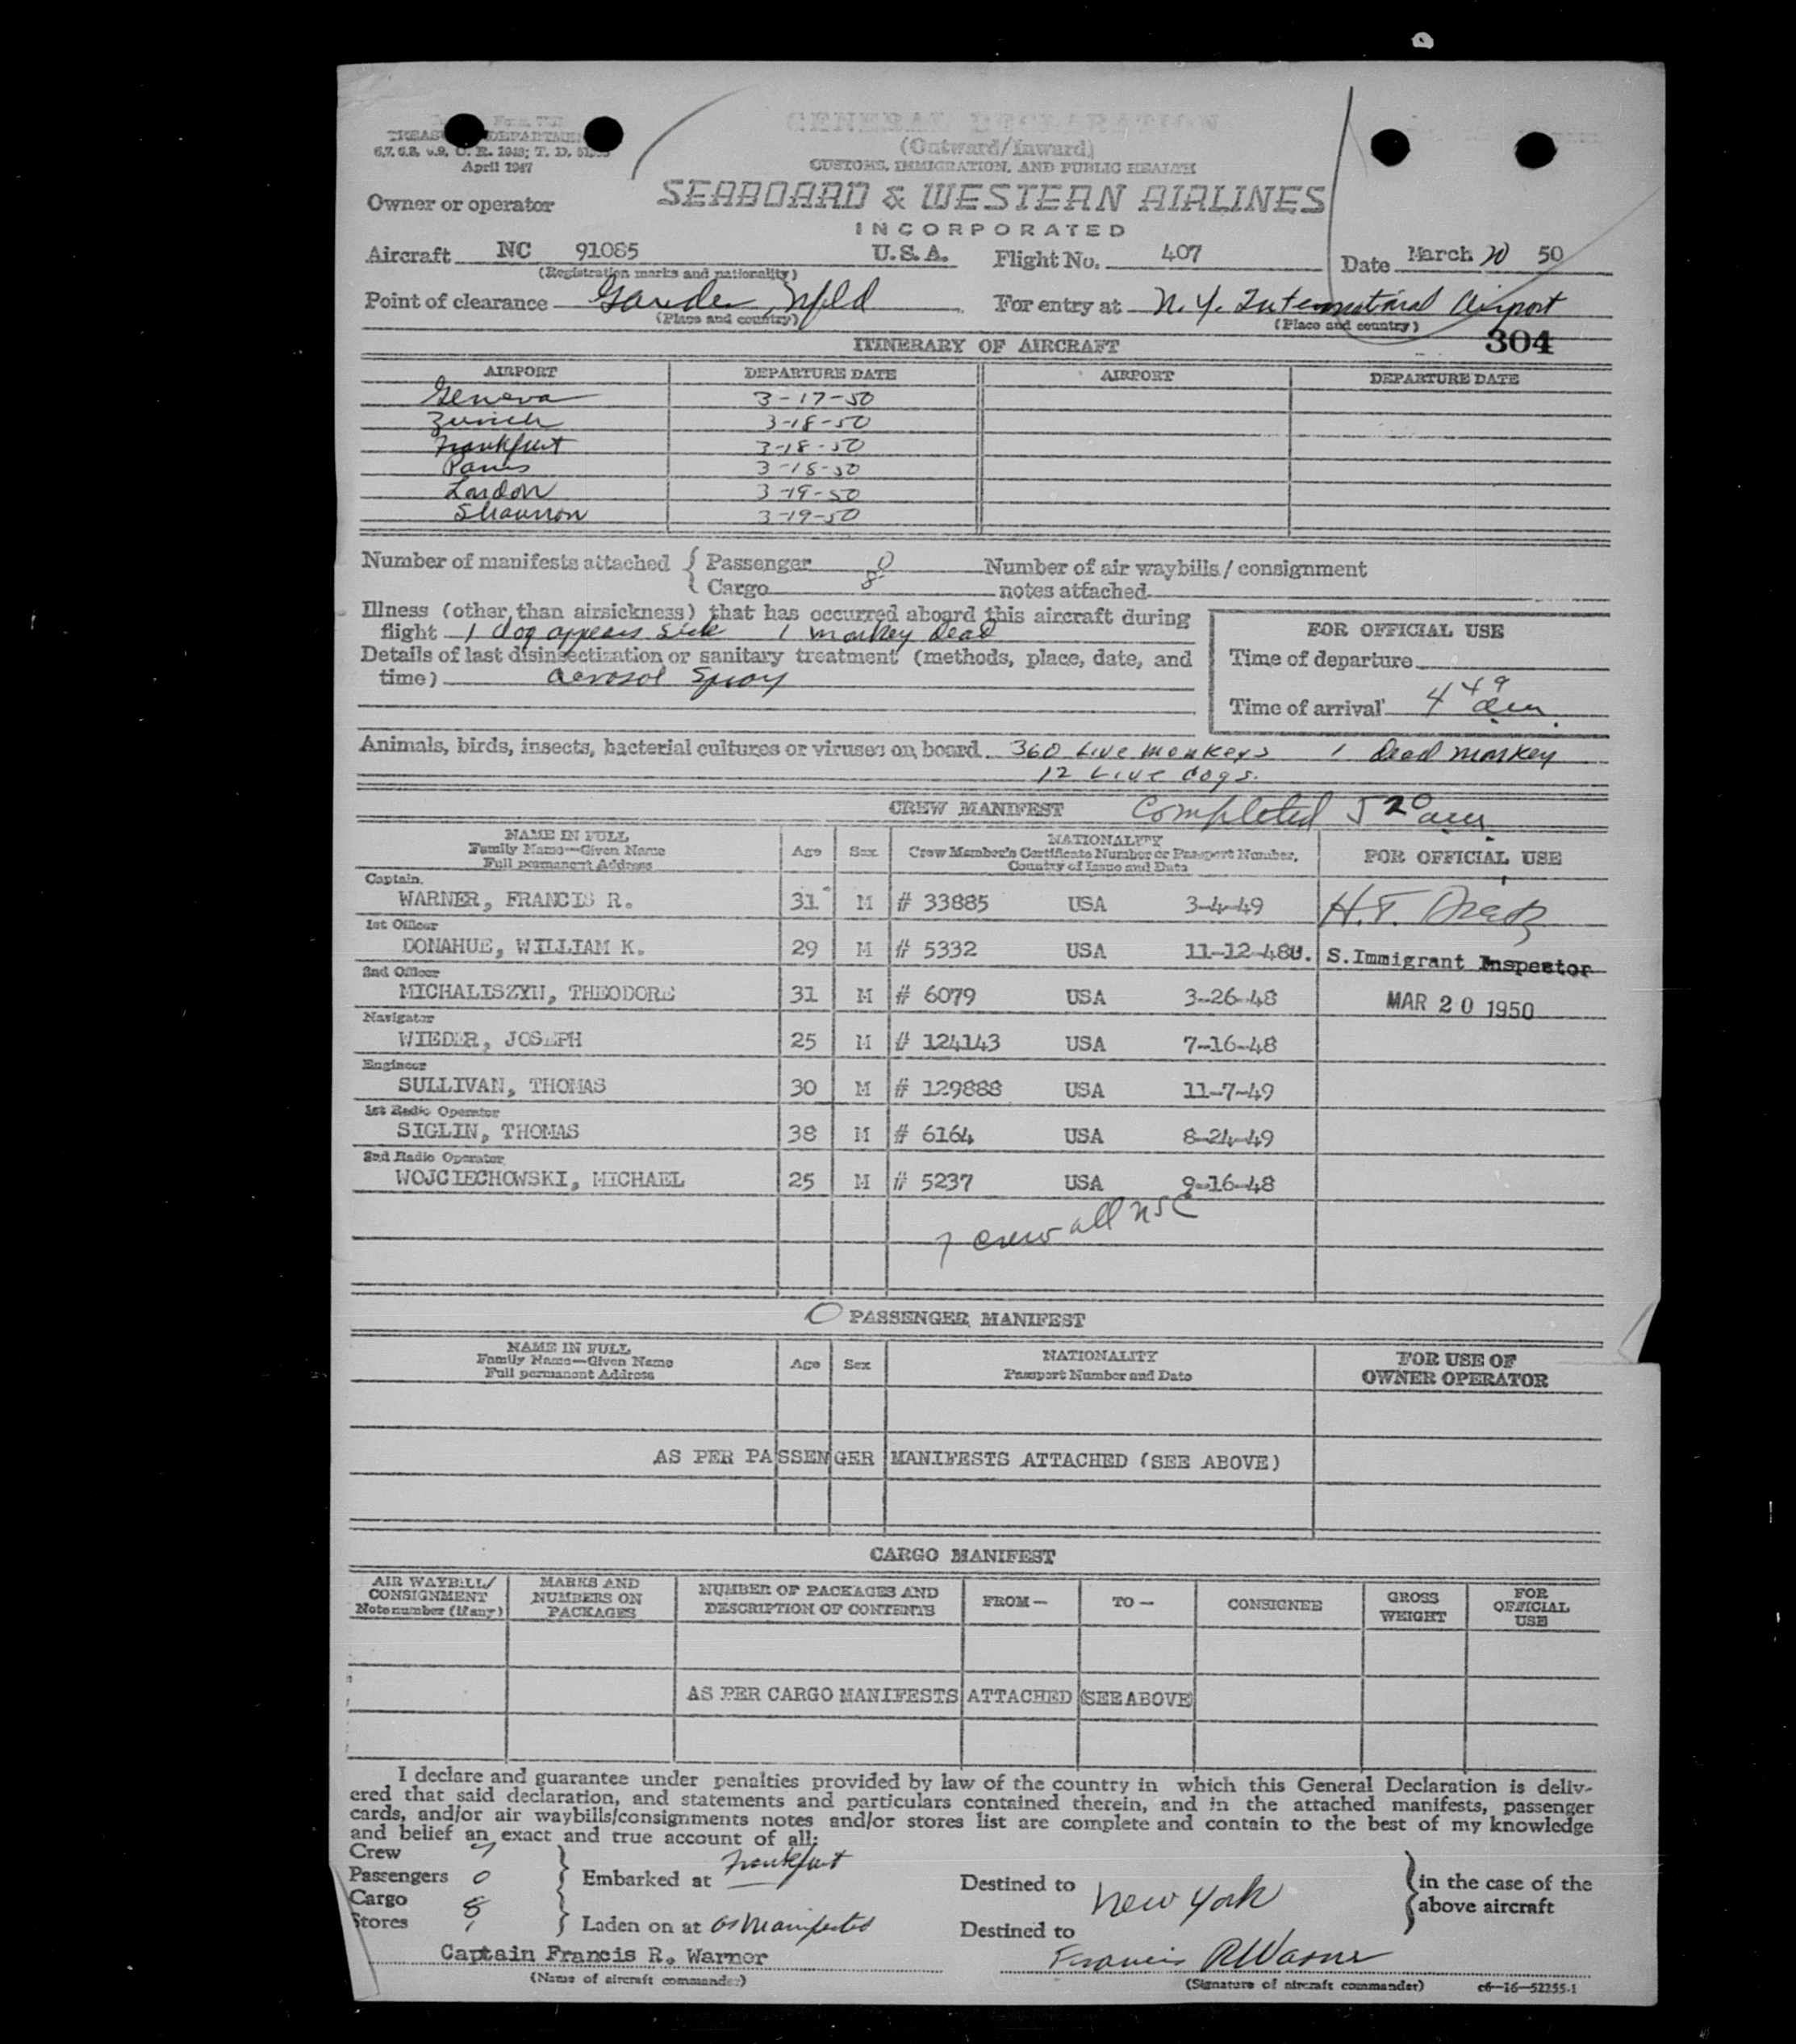 TREASURY DEPARTMENT
April 1947
GENERAL DECLARATION
(Outward/Inward)
CUSTOMS, IMMIGRATION, AND PUBLIC HEALTH
Owner or operator SEABOARD & WESTERN AIRLINES
INCORPORATED
Aircraft NC 91085 U.S.A. Flight No. 407 Date March 20 50
(Registration marks and nationality)
Point of clearance Gander, Nfld For entry at N.Y. International Airport
(Place and country) (Place and country)
304
ITINERARY OF AIRCRAFT
AIRPORT DEPARTURE DATE AIRPORT DEPARTURE DATE
Geneva 3-17-50
Zurich 3-18-50
Frankfurt 3-18-50
Paris 3-18-50
London 3-19-50
Shannon 3-19-50
Number of manifests attached { Passenger 0 Number of air waybills/consignment
{ Cargo 8 notes attached
Illness (other than airsickness) that has occurred aboard this aircraft during
flight 1 dog appears sick 1 monkey dead
FOR OFFICIAL USE
Details of last disinsectization or sanitary treatment (methods, place, date, and
time) aerosol Spray
Time of departure
Time of arrival 4 49 am.
Animals, birds, insects, bacterial cultures or viruses on board 360 Live monkeys 1 Dead monkey
12 Live dogs.
CREW MANIFEST Completed 5 20 am.
NAME IN FULL
Family Name—Given Name
Full permanent Address
Age Sex
NATIONALITY
Crew Member's Certificate Number or Passport Number,
Country of Issue and Date
FOR OFFICIAL USE
Captain
WARNER, FRANCIS R. 31 M # 33885 USA 3-4-49
1st Officer
DONAHUE, WILLIAM K. 29 M # 5332 USA 11-12-48 U. S. Immigrant Inspector
2nd Officer
MICHALISZYN, THEODORE 31 M # 6079 USA 3-26-48 MAR 20 1950
Navigator
WIEDER, JOSEPH 25 M # 124143 USA 7-16-48
Engineer
SULLIVAN, THOMAS 30 M # 129888 USA 11-7-49
1st Radio Operator
SIGLIN, THOMAS 38 M # 6164 USA 8-24-49
2nd Radio Operator
WOJCIECHOWSKI, MICHAEL 25 M # 5237 USA 9-16-48
7 crew all USC
0 PASSENGER MANIFEST
NAME IN FULL
Family Name—Given Name
Full permanent Address
Age Sex
NATIONALITY
Passport Number and Date
FOR USE OF
OWNER OPERATOR
AS PER PASSENGER MANIFESTS ATTACHED (SEE ABOVE)
CARGO MANIFEST
AIR WAYBILL/
CONSIGNMENT
Note number (if any)
MARKS AND
NUMBERS ON
PACKAGES
NUMBER OF PACKAGES AND
DESCRIPTION OF CONTENTS
FROM— TO— CONSIGNEE
GROSS
WEIGHT
FOR
OFFICIAL
USE
AS PER CARGO MANIFESTS ATTACHED (SEE ABOVE)
I declare and guarantee under penalties provided by law of the country in which this General Declaration is deliv-
ered that said declaration, and statements and particulars contained therein, and in the attached manifests, passenger
cards, and/or air waybills/consignments notes and/or stores list are complete and contain to the best of my knowledge
and belief an exact and true account of all:
Crew 7
Passengers 0 Embarked at Frankfurt Destined to New York in the case of the
Cargo 8 above aircraft
Stores 1 Laden on at as Manifested Destined to
Captain Francis R. Warner Francis R Warner
(Name of aircraft commander) (Signature of aircraft commander) c6-16-52255-1